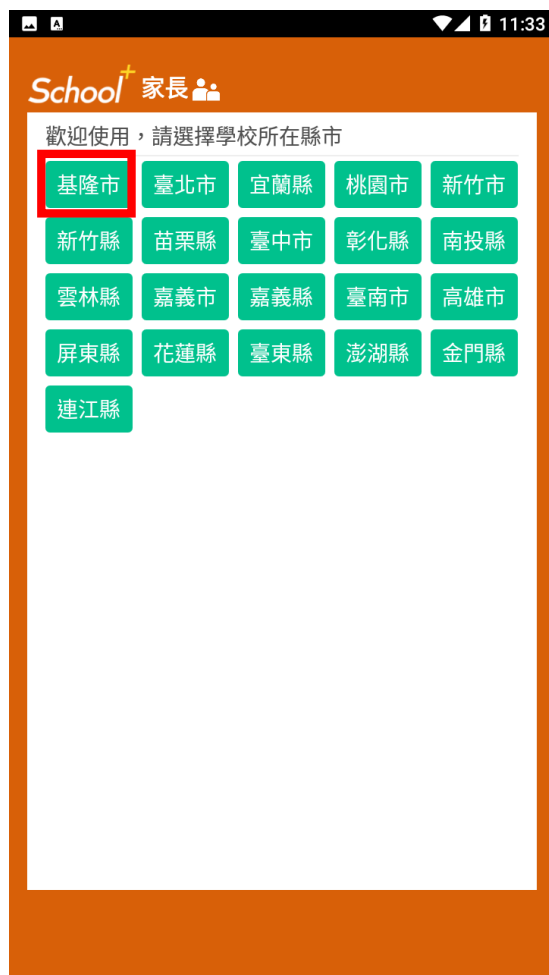 A
11:33
School+ 家長
歡迎使用，請選擇學校所在縣市
基隆市 臺北市 宜蘭縣 桃園市 新竹市
新竹縣 苗栗縣 臺中市 彰化縣 南投縣
雲林縣 嘉義市 嘉義縣 臺南市 高雄市
屏東縣 花蓮縣 臺東縣 澎湖縣 金門縣
連江縣